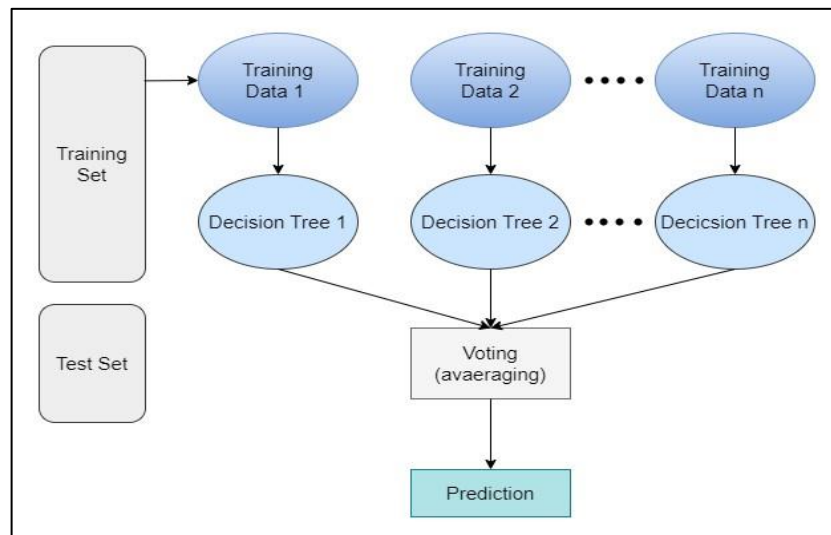 Training
Set
Training
Data 1
Training
Data 2
Training
Data n
Decision Tree 1
Decision Tree 2
Decicsion Tree n
Test Set
Voting
(avaeraging)
Prediction